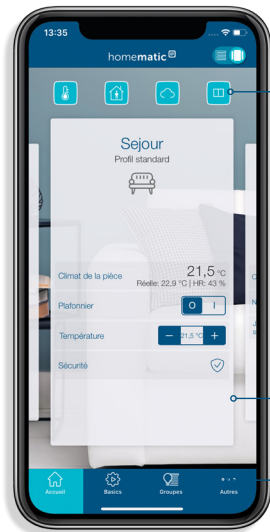 13:35
homematic IP
Sejour
Profil standard
Climat de la pièce
21,5 °C
Réelle: 22,9 °C | HR: 43 %
Plafonnier
O I
Température
− 21,5 °C +
Sécurité
C
N
J
Accueil
Basics
Groupes
Autres